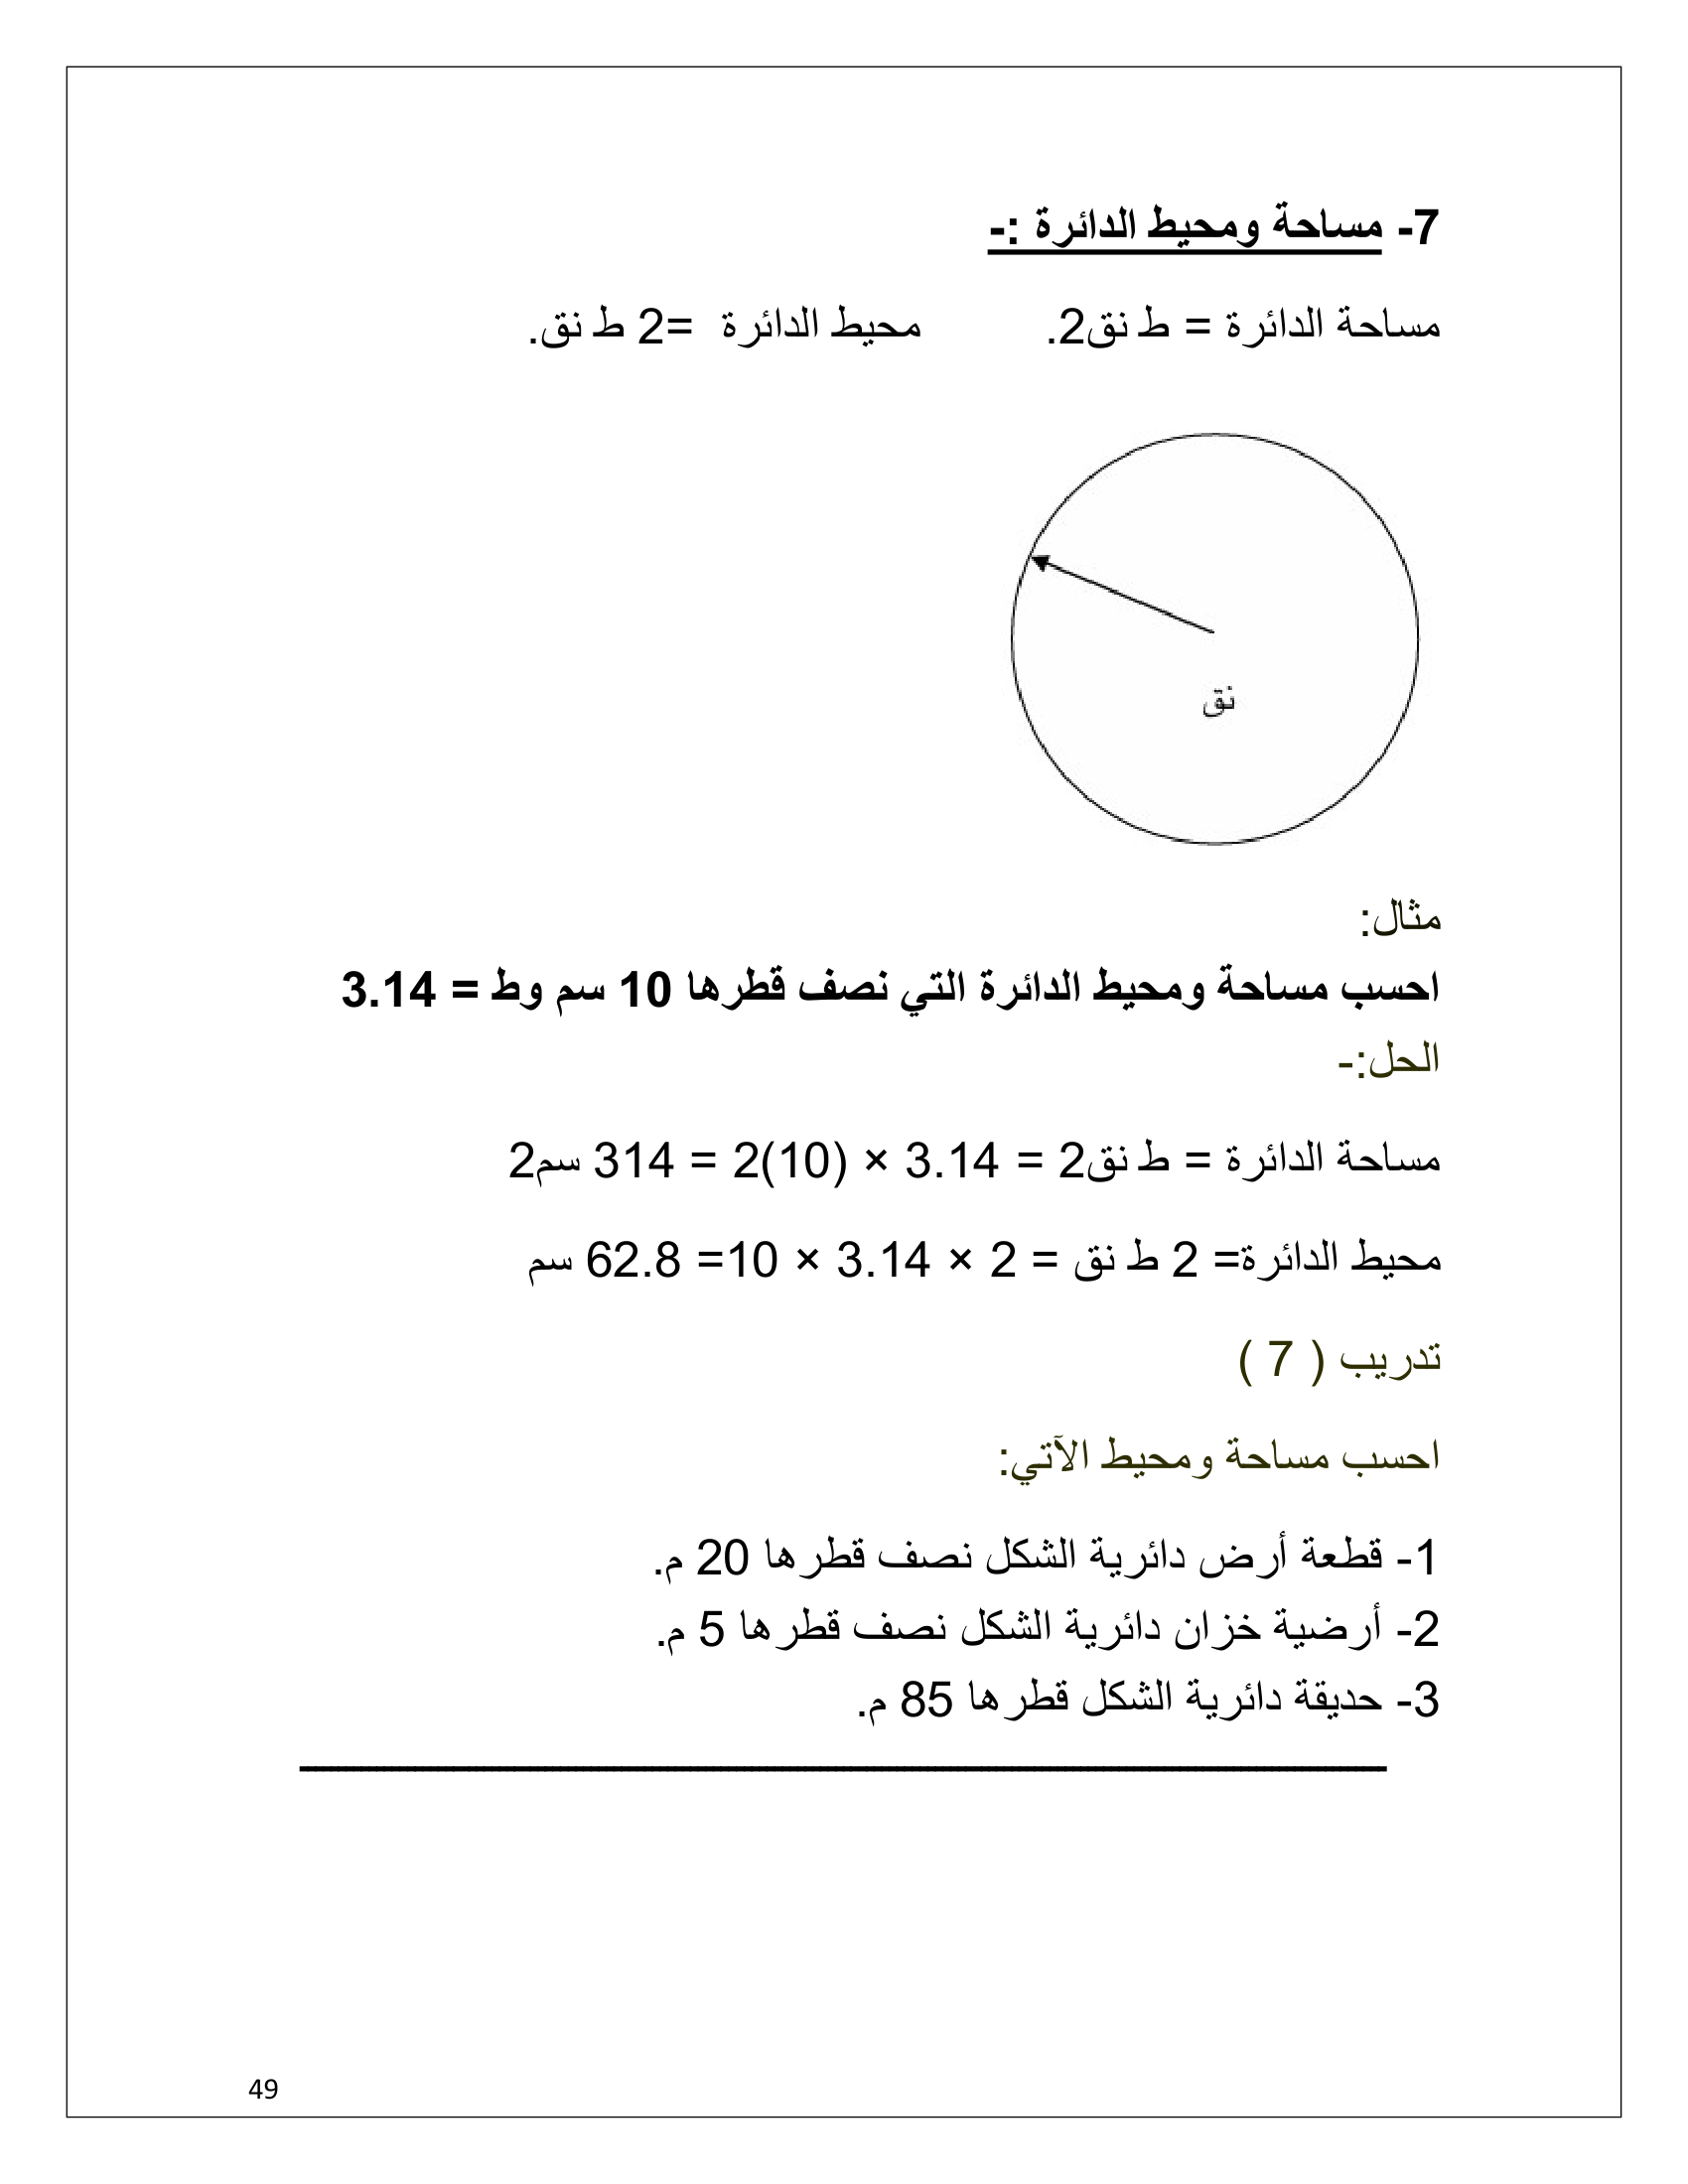 7- مساحة ومحيط الدائرة :-
مساحة الدائرة = ط نق2. محيط الدائرة =2 ط نق.
نق
مثال:
احسب مساحة ومحيط الدائرة التي نصف قطرها 10 سم وط = 3.14
الحل:-
مساحة الدائرة = ط نق2 = 3.14 × (10)2 = 314 سم2
محيط الدائرة= 2 ط نق = 2 × 3.14 × 10= 62.8 سم
تدريب ( 7 )
احسب مساحة ومحيط الآتي:
1- قطعة أرض دائرية الشكل نصف قطرها 20 م.
2- أرضية خزان دائرية الشكل نصف قطرها 5 م.
3- حديقة دائرية الشكل قطرها 85 م.
49